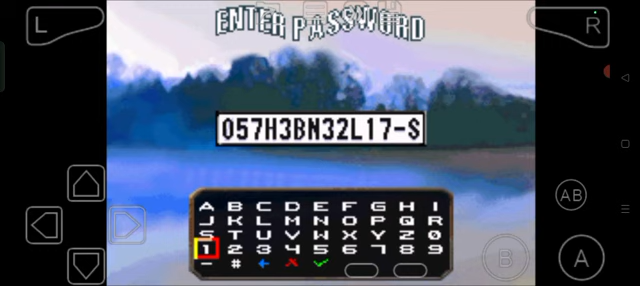 L
R
ENTER PASSWORD
057H3BN32L17-S
A B C D E F G H I
J K L M N O P Q R
S T U V W X Y Z 0
1 2 3 4 5 6 7 8 9
- #
AB
B
A